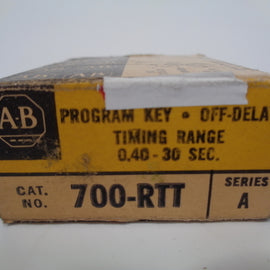 A-B
PROGRAM KEY • OFF-DELA
TIMING RANGE
0.40-30 SEC.
CAT. NO. 700-RTT SERIES A